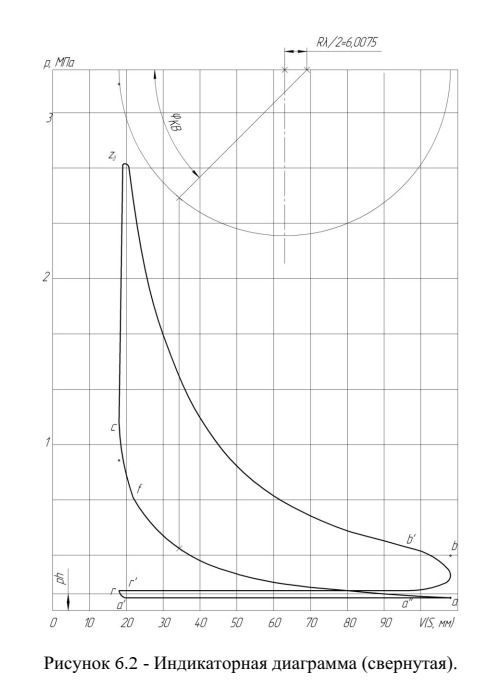 Rλ/2=6,0075
p, МПа
3
φкв
zд
2
c
1
f
b'
b
ph
r r'
a' a" a
0 10 20 30 40 50 60 70 80 90 V(S, мм)
Рисунок 6.2 - Индикаторная диаграмма (свернутая).